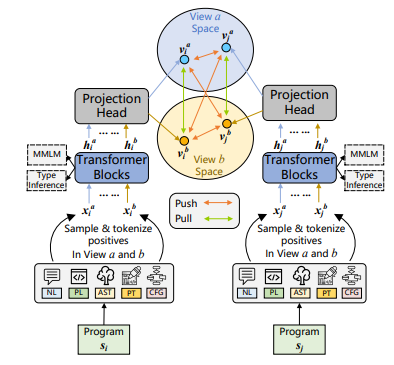 View a
Space
v_i^a
v_j^a
Projection
Head
Projection
Head
v_i^b
v_j^b
View b
Space
h_i^a ... ... h_i^b
h_j^a ... ... h_j^b
MMLM
Type
Inference
Transformer
Blocks
Transformer
Blocks
MMLM
Type
Inference
... ...
... ...
x_i^a x_i^b
x_j^a x_j^b
Push
Pull
Sample & tokenize
positives
In View a and b
Sample & tokenize
positives
In View a and b
NL PL AST PT CFG
NL PL AST PT CFG
Program
s_i
Program
s_j